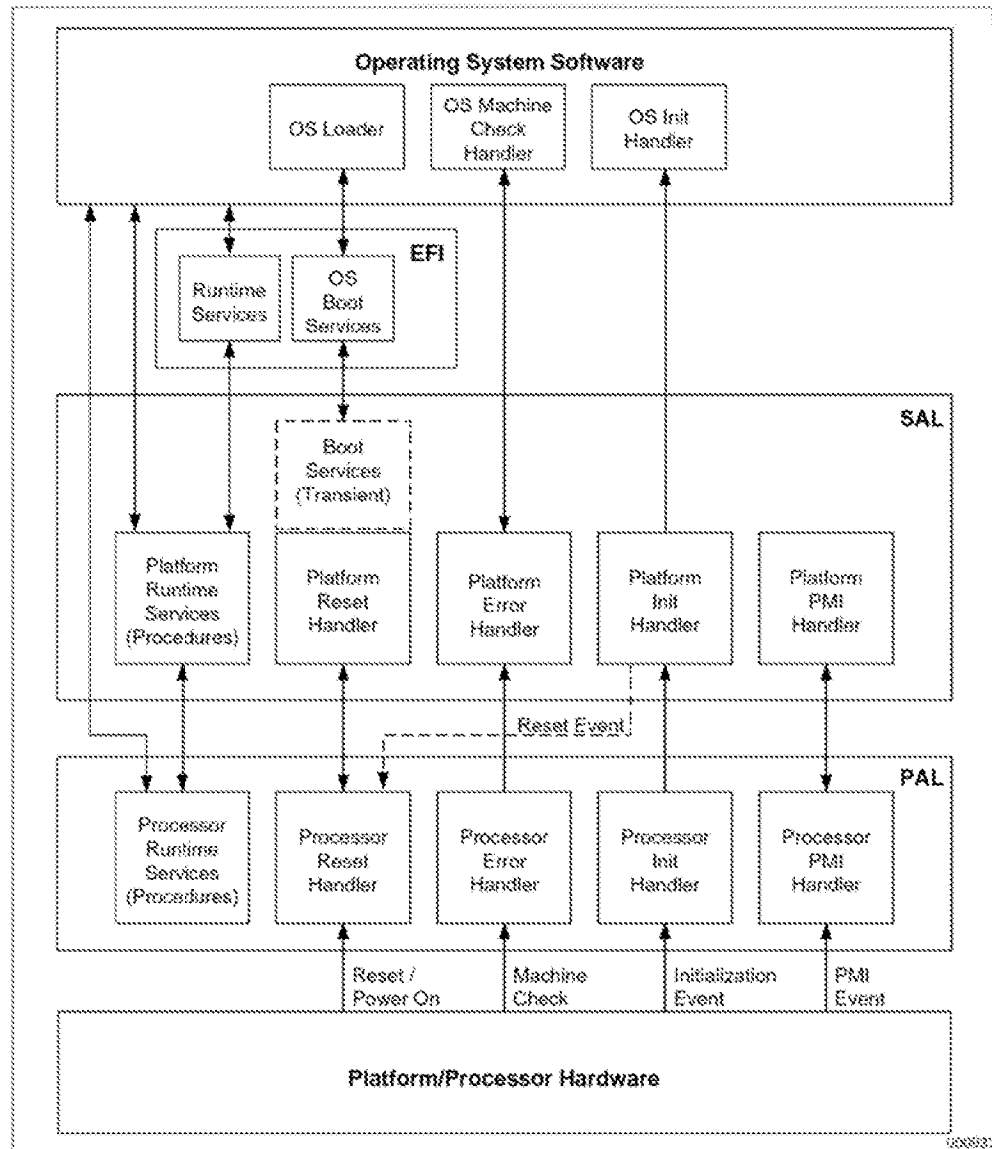 Operating System Software
OS Loader
OS Machine
Check
Handler
OS Init
Handler
EFI
Runtime
Services
OS
Boot
Services
SAL
Boot
Services
(Transient)
Platform
Runtime
Services
(Procedures)
Platform
Reset
Handler
Platform
Error
Handler
Platform
Init
Handler
Platform
PMI
Handler
Reset Event
PAL
Processor
Runtime
Services
(Procedures)
Processor
Reset
Handler
Processor
Error
Handler
Processor
Init
Handler
Processor
PMI
Handler
Reset /
Power On
Machine
Check
Initialization
Event
PMI
Event
Platform/Processor Hardware